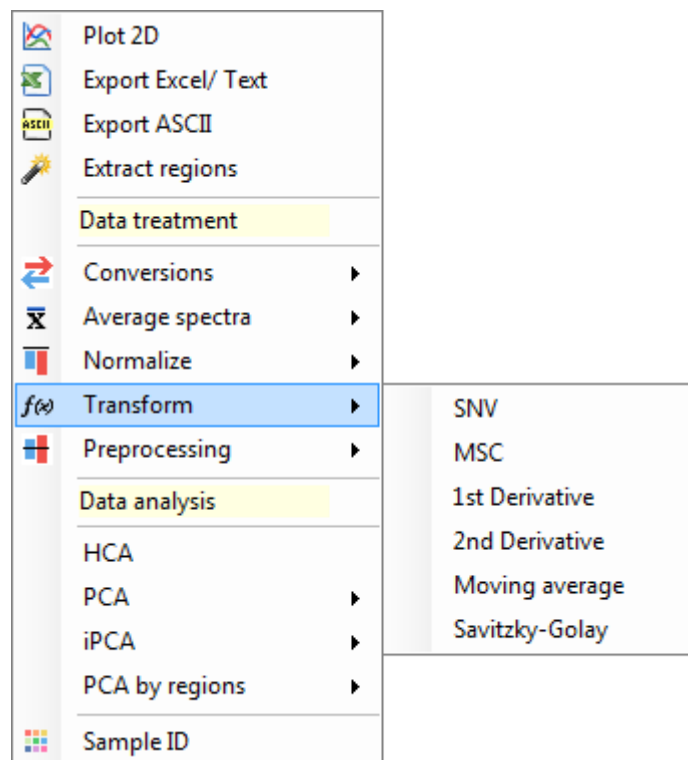 Plot 2D
Export Excel/ Text
ASCII
Export ASCII
Extract regions
Data treatment
Conversions
x̅ Average spectra
Normalize
f(x) Transform
Preprocessing
Data analysis
HCA
PCA
iPCA
PCA by regions
Sample ID
SNV
MSC
1st Derivative
2nd Derivative
Moving average
Savitzky-Golay